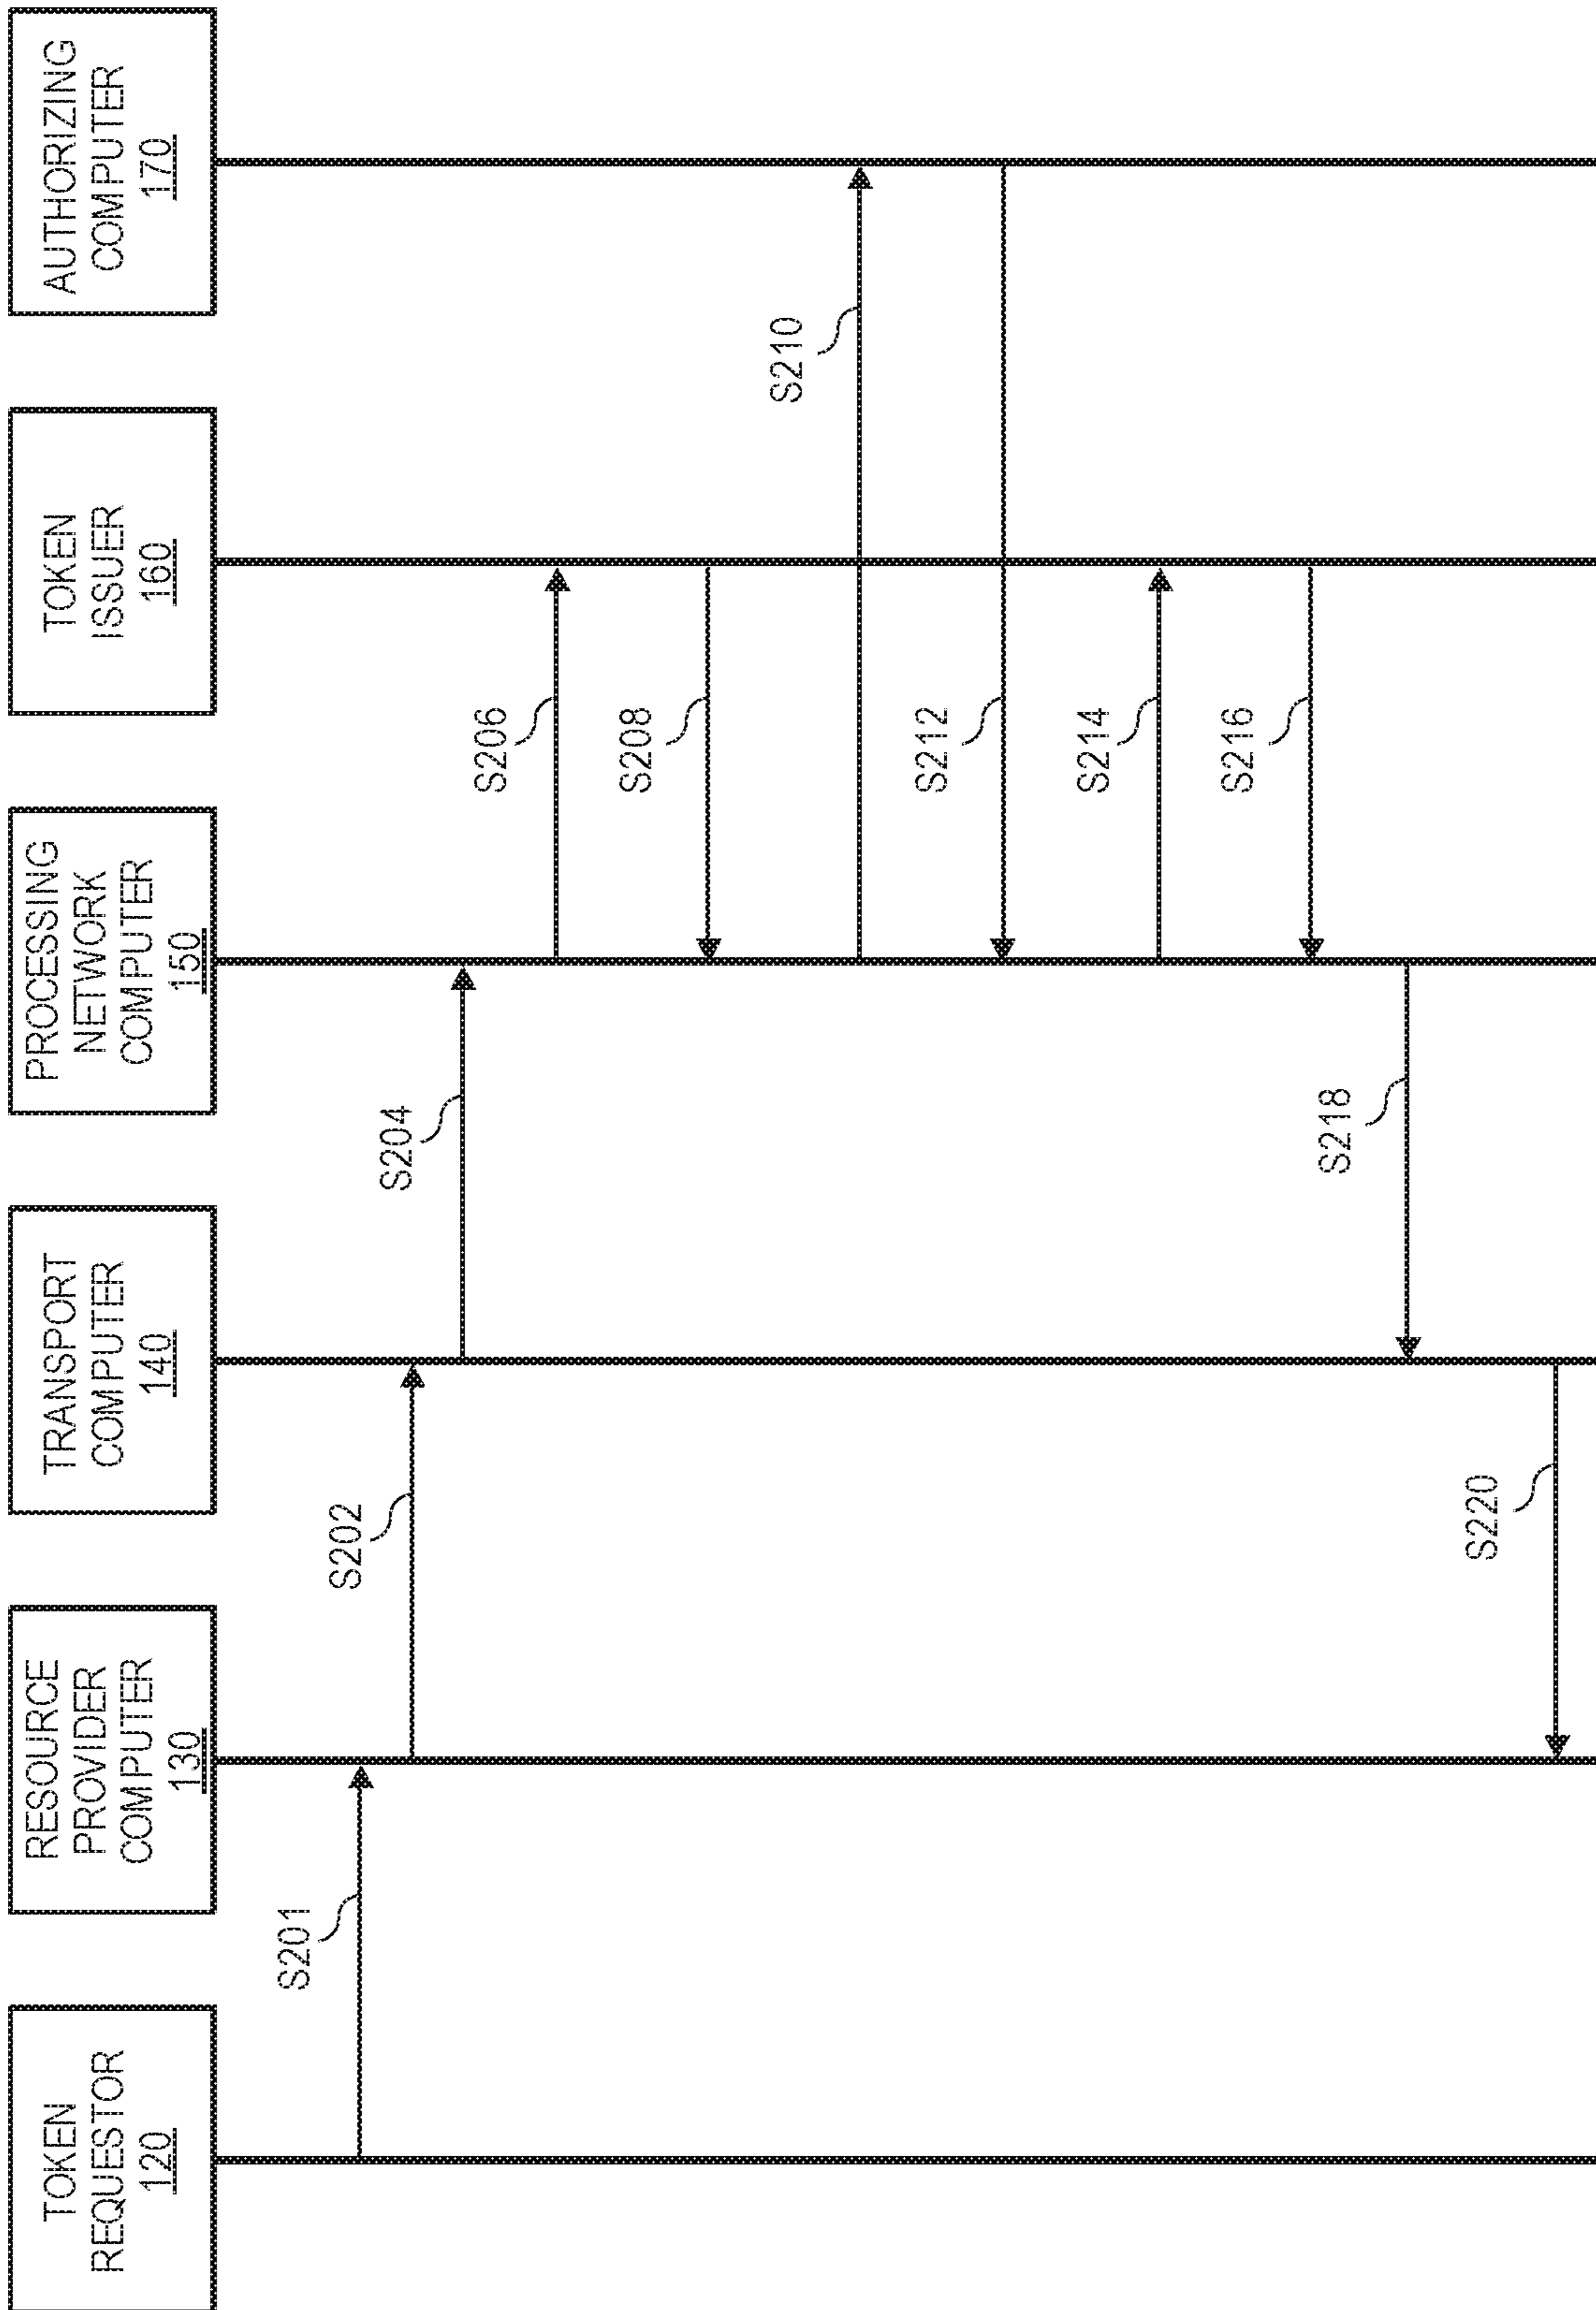 TOKEN
REQUESTOR
120
RESOURCE
PROVIDER
COMPUTER
130
TRANSPORT
COMPUTER
140
PROCESSING
NETWORK
COMPUTER
150
TOKEN
ISSUER
160
AUTHORIZING
COMPUTER
170
S201
S202
S204
S206
S208
S210
S212
S214
S216
S218
S220